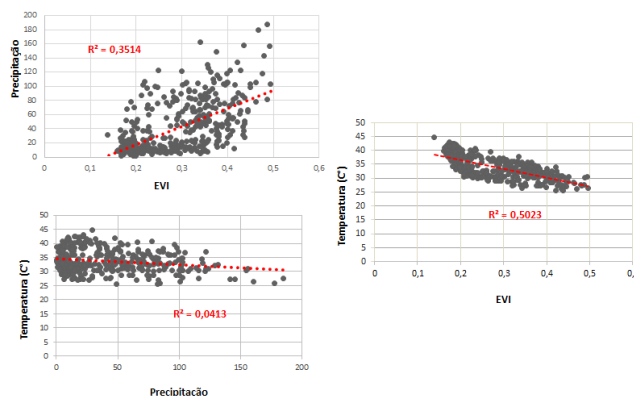 200
180
160
140
120
100
80
60
40
20
0
Precipitação
R² = 0,3514
0 0,1 0,2 0,3 0,4 0,5 0,6
EVI
50
45
40
35
30
25
20
15
10
5
0
Temperatura (C°)
R² = 0,5023
0 0,1 0,2 0,3 0,4 0,5 0,
EVI
50
45
40
35
30
25
20
15
10
5
0
Temperatura (C°)
R² = 0,0413
0 50 100 150 200
Precipitação